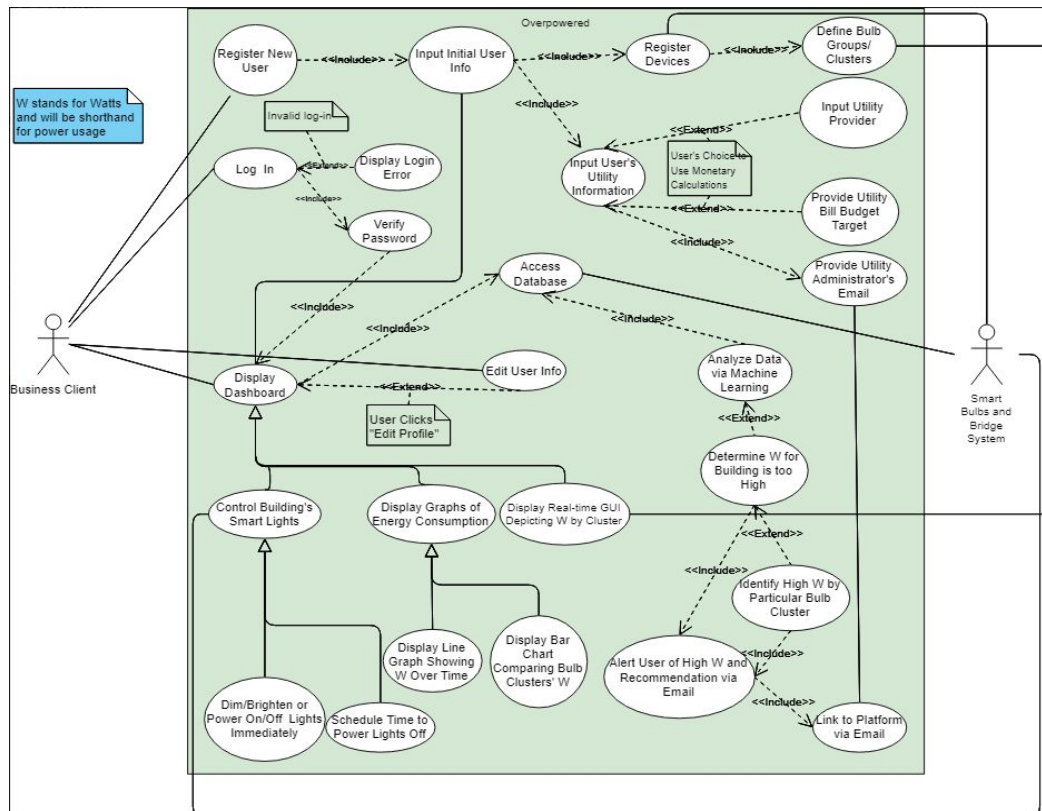 Overpowered
Register New
User
<<Include>>
Input Initial User
Info
<<Include>>
Register
Devices
<<Include>>
Define Bulb
Groups/
Clusters
W stands for Watts
and will be shorthand
for power usage
Invalid log-in
<<Include>>
Input Utility
Provider
<<Extend>>
Log In
<<Extends>>
Display Login
Error
Input User's
Utility
Information
User's Choice to
Use Monetary
Calculations
<<Include>>
Verify
Password
<<Extend>>
Provide Utility
Bill Budget
Target
<<Include>>
Access
Database
Provide Utility
Administrator's
Email
<<Include>>
<<Include>>
<<Include>>
Business Client
Display
Dashboard
Edit User Info
<<Extend>>
User Clicks
"Edit Profile"
Analyze Data
via Machine
Learning
Smart
Bulbs and
Bridge
System
<<Extend>>
Determine W for
Building is too
High
Control Building's
Smart Lights
Display Graphs of
Energy Consumption
Display Real-time GUI
Depicting W by Cluster
<<Extend>>
<<Include>>
Identify High W by
Particular Bulb
Cluster
Display Line
Graph Showing
W Over Time
Display Bar
Chart
Comparing Bulb
Clusters' W
<<Include>>
Alert User of High W and
Recommendation via
Email
<<Include>>
Dim/Brighten or
Power On/Off Lights
Immediately
Schedule Time to
Power Lights Off
Link to Platform
via Email